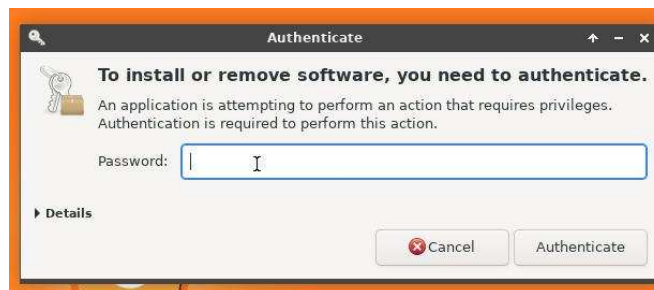 Authenticate
To install or remove software, you need to authenticate.
An application is attempting to perform an action that requires privileges.
Authentication is required to perform this action.
Password:
Details
Cancel
Authenticate